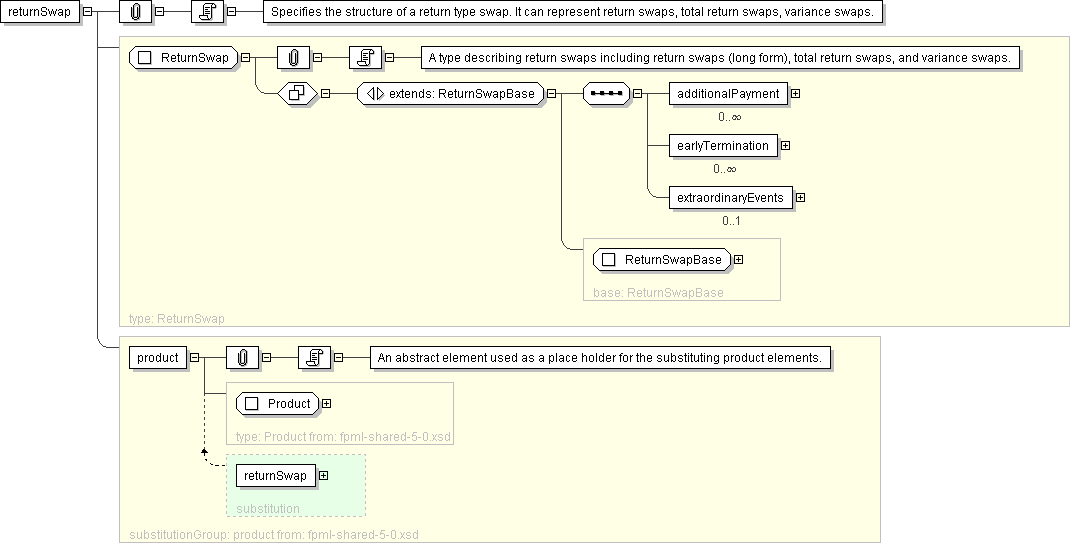 returnSwap
Specifies the structure of a return type swap. It can represent return swaps, total return swaps, variance swaps.
ReturnSwap
A type describing return swaps including return swaps (long form), total return swaps, and variance swaps.
extends: ReturnSwapBase
additionalPayment
0..∞
earlyTermination
0..∞
extraordinaryEvents
0..1
ReturnSwapBase
base: ReturnSwapBase
type: ReturnSwap
product
An abstract element used as a place holder for the substituting product elements.
Product
type: Product from: fpml-shared-5-0.xsd
returnSwap
substitution
substitutionGroup: product from: fpml-shared-5-0.xsd